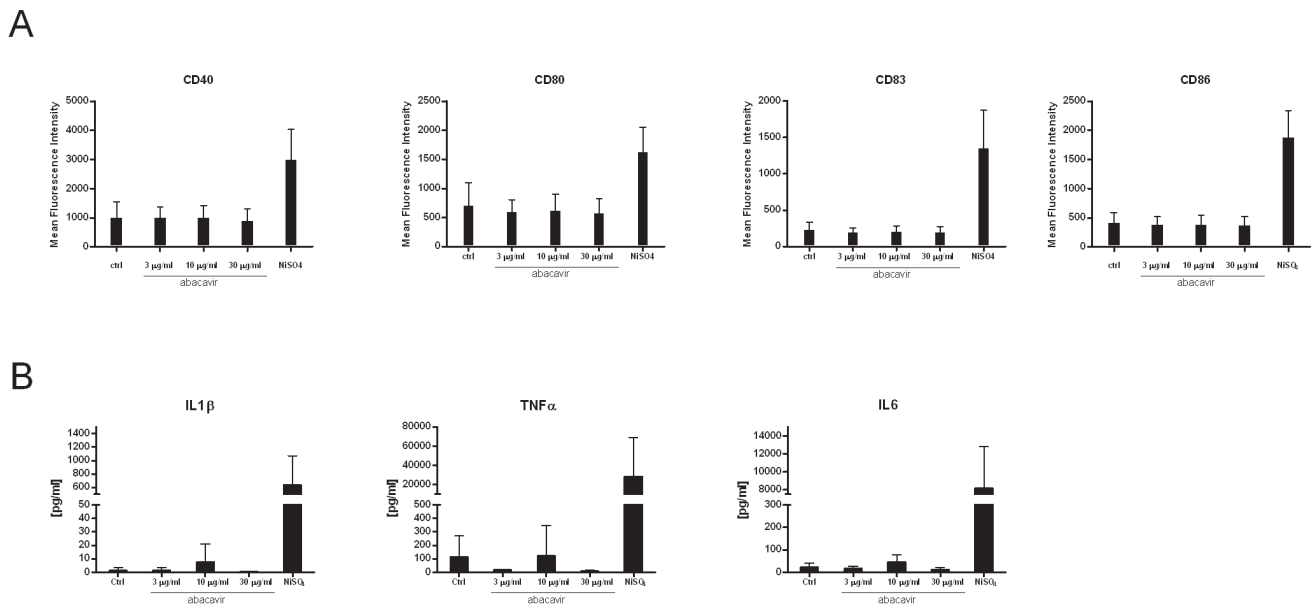 A
CD40
Mean Fluorescence Intensity
5000
4000
3000
2000
1000
0
ctrl 3 µg/ml 10 µg/ml 30 µg/ml NiSO4
abacavir
CD80
Mean Fluorescence Intensity
2500
2000
1500
1000
500
0
ctrl 3 µg/ml 10 µg/ml 30 µg/ml NiSO4
abacavir
CD83
Mean Fluorescence Intensity
2000
1500
1000
500
0
ctrl 3 µg/ml 10 µg/ml 30 µg/ml NiSO4
abacavir
CD86
Mean Fluorescence Intensity
2500
2000
1500
1000
500
0
ctrl 3 µg/ml 10 µg/ml 30 µg/ml NiSO₄
abacavir
B
IL1β
[pg/ml]
1400
1200
1000
800
600
50
40
30
20
10
0
Ctrl 3 µg/ml 10 µg/ml 30 µg/ml NiSO₄
abacavir
TNFα
[pg/ml]
80000
60000
40000
20000
500
400
300
200
100
0
Ctrl 3 µg/ml 10 µg/ml 30 µg/ml NiSO₄
abacavir
IL6
[pg/ml]
14000
12000
10000
8000
300
200
100
0
Ctrl 3 µg/ml 10 µg/ml 30 µg/ml NiSO₄
abacavir